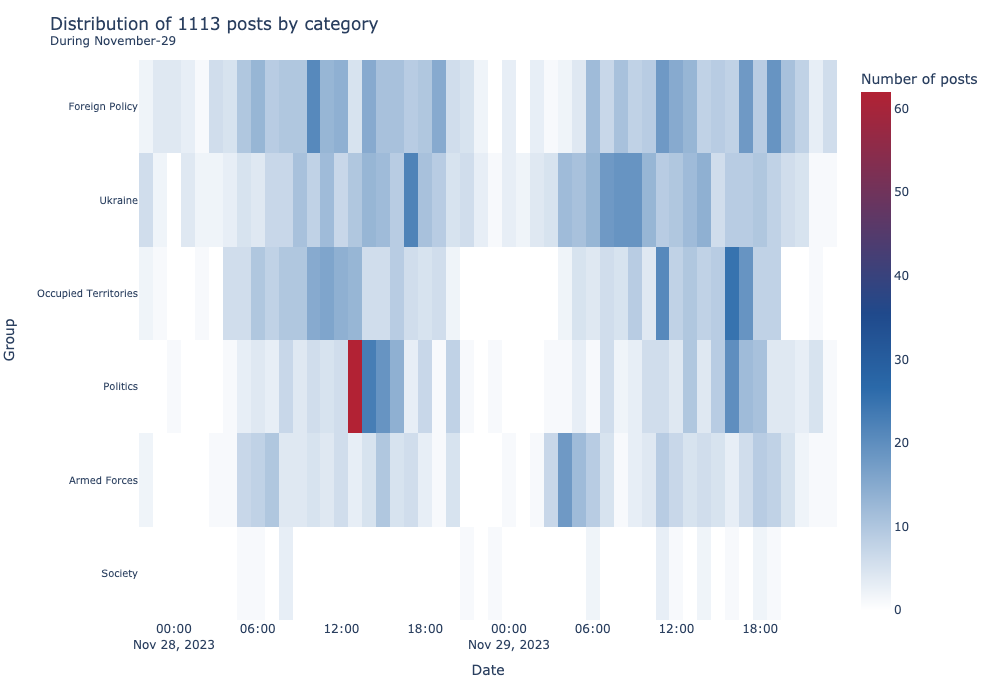 Distribution of 1113 posts by category
During November-29
Number of posts
60
50
40
30
20
10
0
Group
Foreign Policy
Ukraine
Occupied Territories
Politics
Armed Forces
Society
00:00 06:00 12:00 18:00 00:00 06:00 12:00 18:00
Nov 28, 2023 Nov 29, 2023
Date